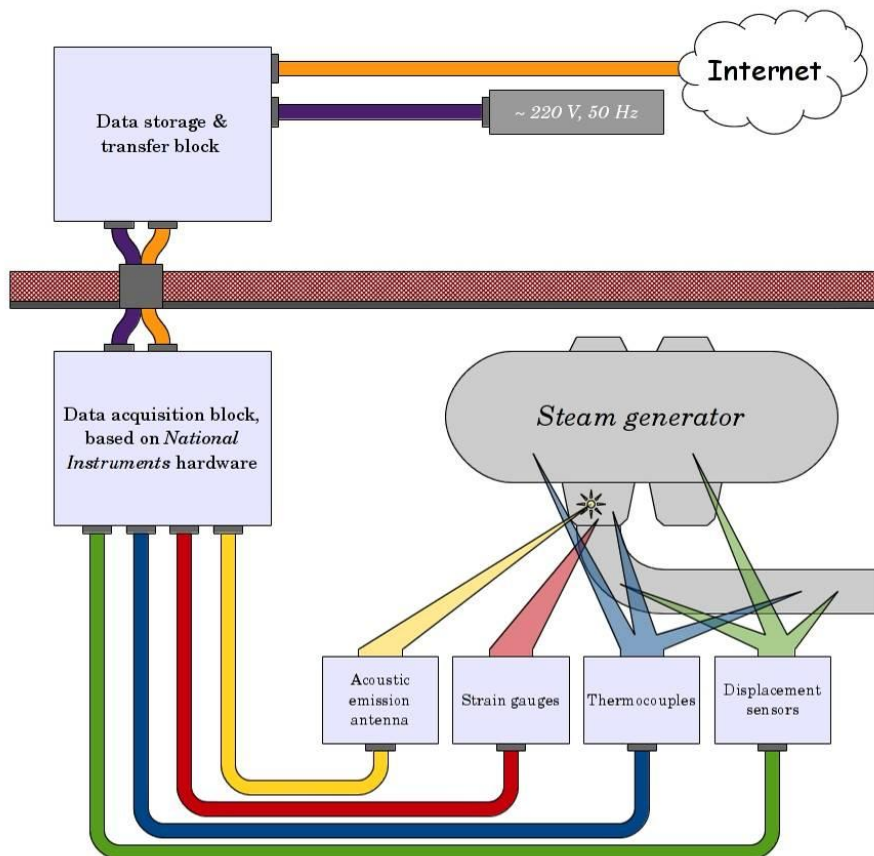 Internet
Data storage &
transfer block
~ 220 V, 50 Hz
Data acquisition block,
based on National
Instruments hardware
Steam generator
Acoustic
emission
antenna
Strain gauges
Thermocouples
Displacement
sensors